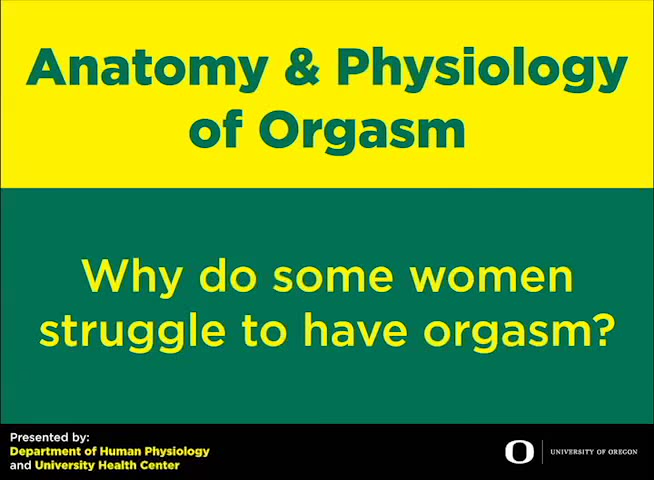 Anatomy & Physiology
of Orgasm
Why do some women
struggle to have orgasm?
Presented by:
Department of Human Physiology
and University Health Center
O
UNIVERSITY OF OREGON